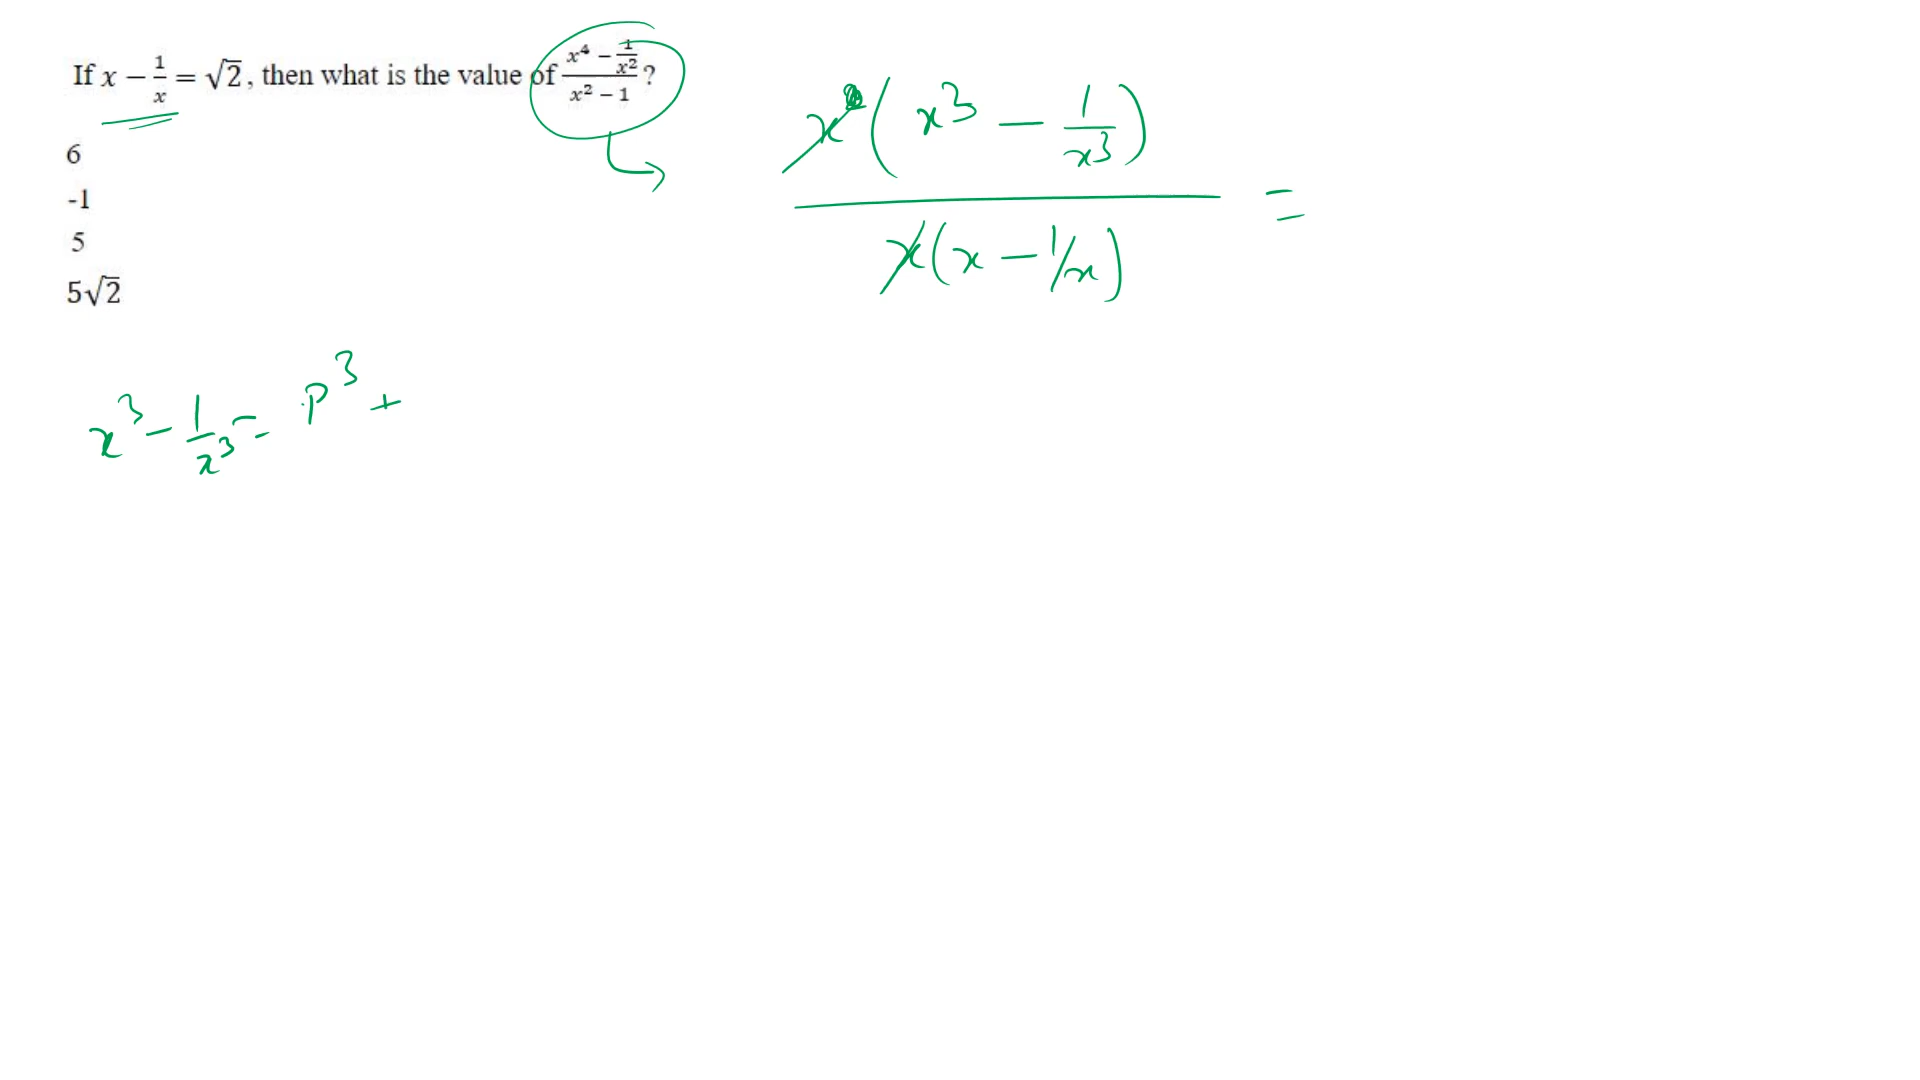 If x − 1/x = √2, then what is the value of (x⁴ − 1/x²)/(x² − 1)?
6
-1
5
5√2
x(x³ − 1/x³)
x(x − 1/x)
=
x³ − 1/x³ = p³ +